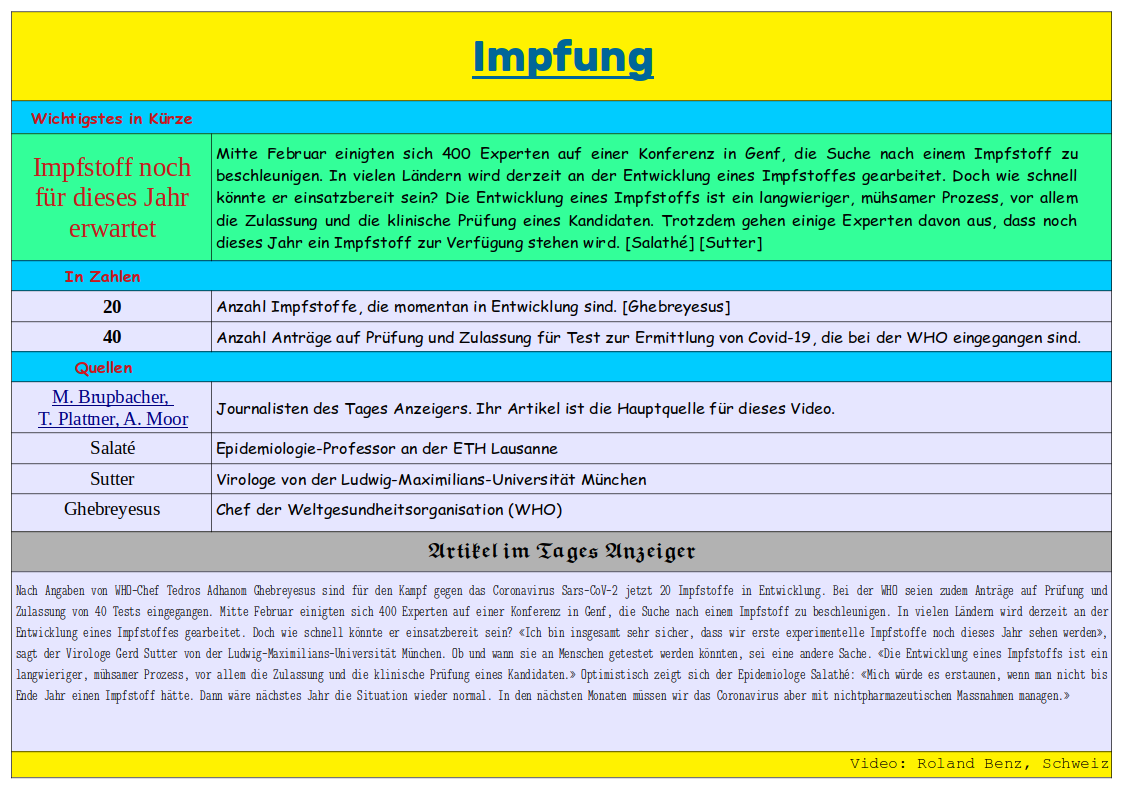 Impfung
Wichtigstes in Kürze
Impfstoff noch
für dieses Jahr
erwartet
Mitte Februar einigten sich 400 Experten auf einer Konferenz in Genf, die Suche nach einem Impfstoff zu
beschleunigen. In vielen Ländern wird derzeit an der Entwicklung eines Impfstoffes gearbeitet. Doch wie schnell
könnte er einsatzbereit sein? Die Entwicklung eines Impfstoffs ist ein langwieriger, mühsamer Prozess, vor allem
die Zulassung und die klinische Prüfung eines Kandidaten. Trotzdem gehen einige Experten davon aus, dass noch
dieses Jahr ein Impfstoff zur Verfügung stehen wird. [Salathé] [Sutter]
In Zahlen
20 Anzahl Impfstoffe, die momentan in Entwicklung sind. [Ghebreyesus]
40 Anzahl Anträge auf Prüfung und Zulassung für Test zur Ermittlung von Covid-19, die bei der WHO eingegangen sind.
Quellen
M. Brupbacher,
T. Plattner, A. Moor
Journalisten des Tages Anzeigers. Ihr Artikel ist die Hauptquelle für dieses Video.
Salaté Epidemiologie-Professor an der ETH Lausanne
Sutter Virologe von der Ludwig-Maximilians-Universität München
Ghebreyesus Chef der Weltgesundheitsorganisation (WHO)
Artikel im Tages Anzeiger
Nach Angaben von WHO-Chef Tedros Adhanom Ghebreyesus sind für den Kampf gegen das Coronavirus Sars-CoV-2 jetzt 20 Impfstoffe in Entwicklung. Bei der WHO seien zudem Anträge auf Prüfung und
Zulassung von 40 Tests eingegangen. Mitte Februar einigten sich 400 Experten auf einer Konferenz in Genf, die Suche nach einem Impfstoff zu beschleunigen. In vielen Ländern wird derzeit an der
Entwicklung eines Impfstoffes gearbeitet. Doch wie schnell könnte er einsatzbereit sein? «Ich bin insgesamt sehr sicher, dass wir erste experimentelle Impfstoffe noch dieses Jahr sehen werden»,
sagt der Virologe Gerd Sutter von der Ludwig-Maximilians-Universität München. Ob und wann sie an Menschen getestet werden könnten, sei eine andere Sache. «Die Entwicklung eines Impfstoffs ist ein
langwieriger, mühsamer Prozess, vor allem die Zulassung und die klinische Prüfung eines Kandidaten.» Optimistisch zeigt sich der Epidemiologe Salathé: «Mich würde es erstaunen, wenn man nicht bis
Ende Jahr einen Impfstoff hätte. Dann wäre nächstes Jahr die Situation wieder normal. In den nächsten Monaten müssen wir das Coronavirus aber mit nichtpharmazeutischen Massnahmen managen.»
Video: Roland Benz, Schweiz